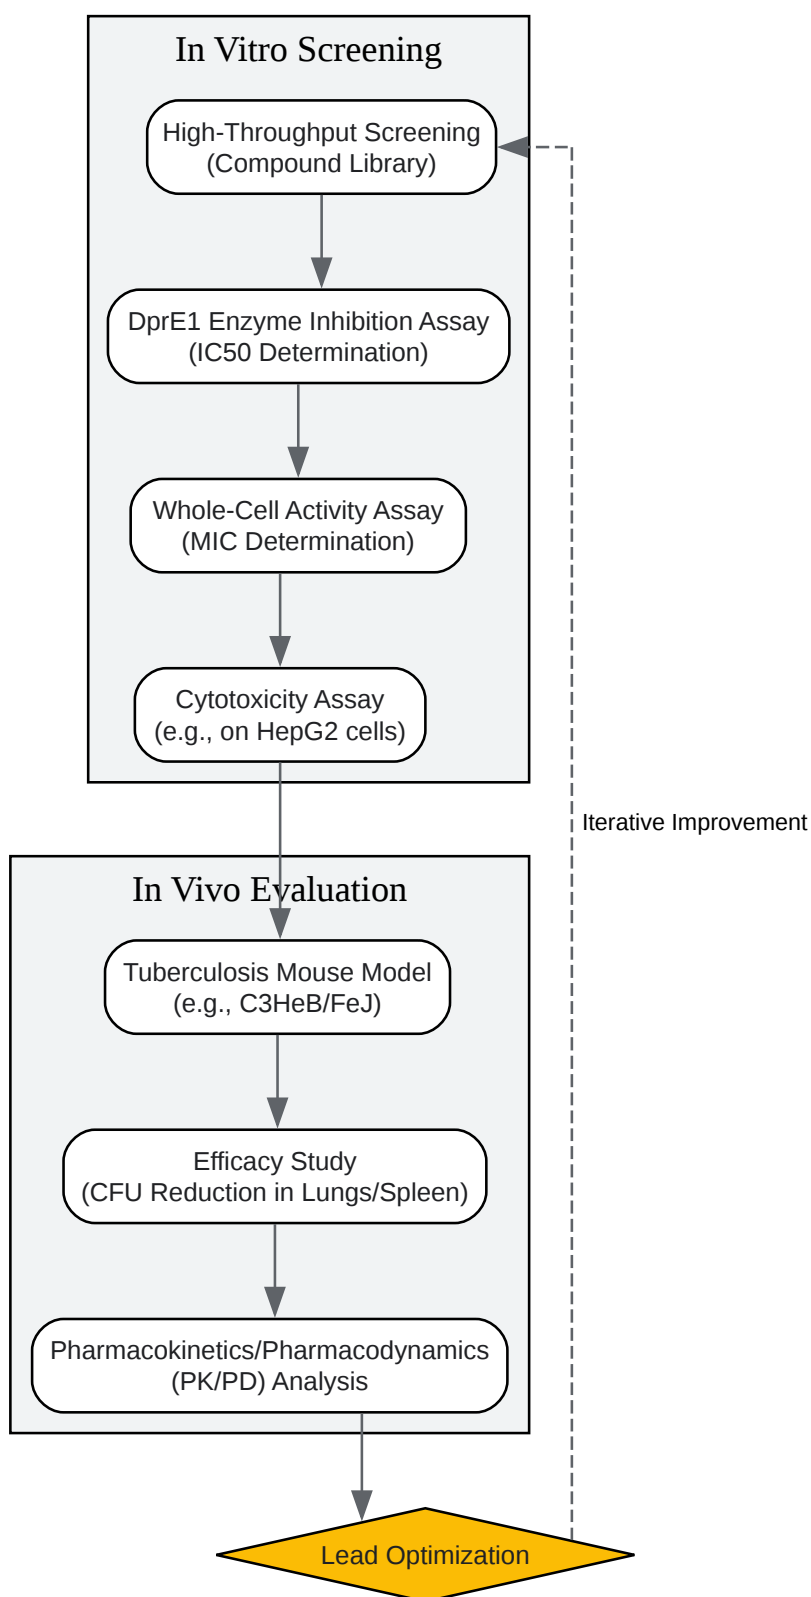 In Vitro Screening
High-Throughput Screening
(Compound Library)
DprE1 Enzyme Inhibition Assay
(IC50 Determination)
Whole-Cell Activity Assay
(MIC Determination)
Cytotoxicity Assay
(e.g., on HepG2 cells)
Iterative Improvement
In Vivo Evaluation
Tuberculosis Mouse Model
(e.g., C3HeB/FeJ)
Efficacy Study
(CFU Reduction in Lungs/Spleen)
Pharmacokinetics/Pharmacodynamics
(PK/PD) Analysis
Lead Optimization